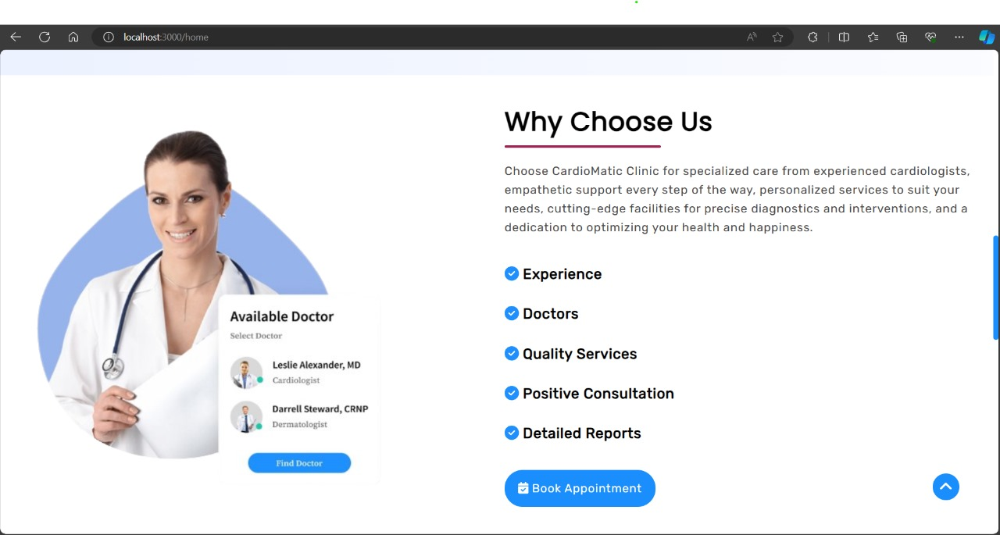 localhost:3000/home
Why Choose Us
Choose CardioMatic Clinic for specialized care from experienced cardiologists,
empathetic support every step of the way, personalized services to suit your
needs, cutting-edge facilities for precise diagnostics and interventions, and a
dedication to optimizing your health and happiness.
Experience
Doctors
Quality Services
Positive Consultation
Detailed Reports
Book Appointment
Available Doctor
Select Doctor
Leslie Alexander, MD
Cardiologist
Darrell Steward, CRNP
Dermatologist
Find Doctor